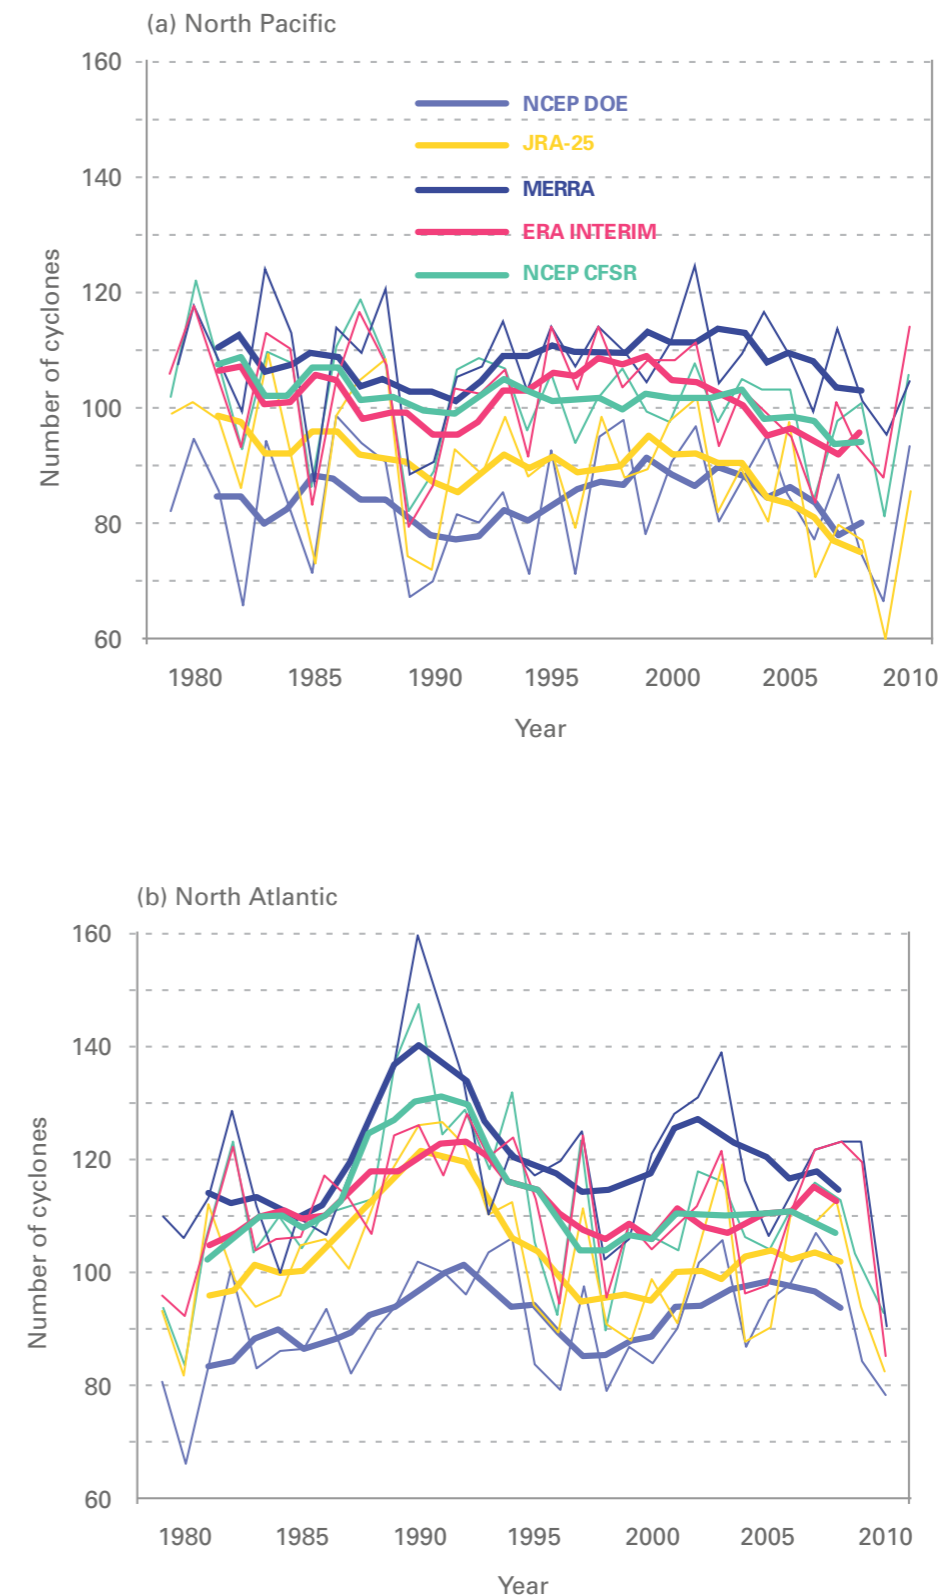 (a) North Pacific
160
140
120
100
80
60
Number of cyclones
NCEP DOE
JRA-25
MERRA
ERA INTERIM
NCEP CFSR
1980 1985 1990 1995 2000 2005 2010
Year
(b) North Atlantic
160
140
120
100
80
60
Number of cyclones
1980 1985 1990 1995 2000 2005 2010
Year